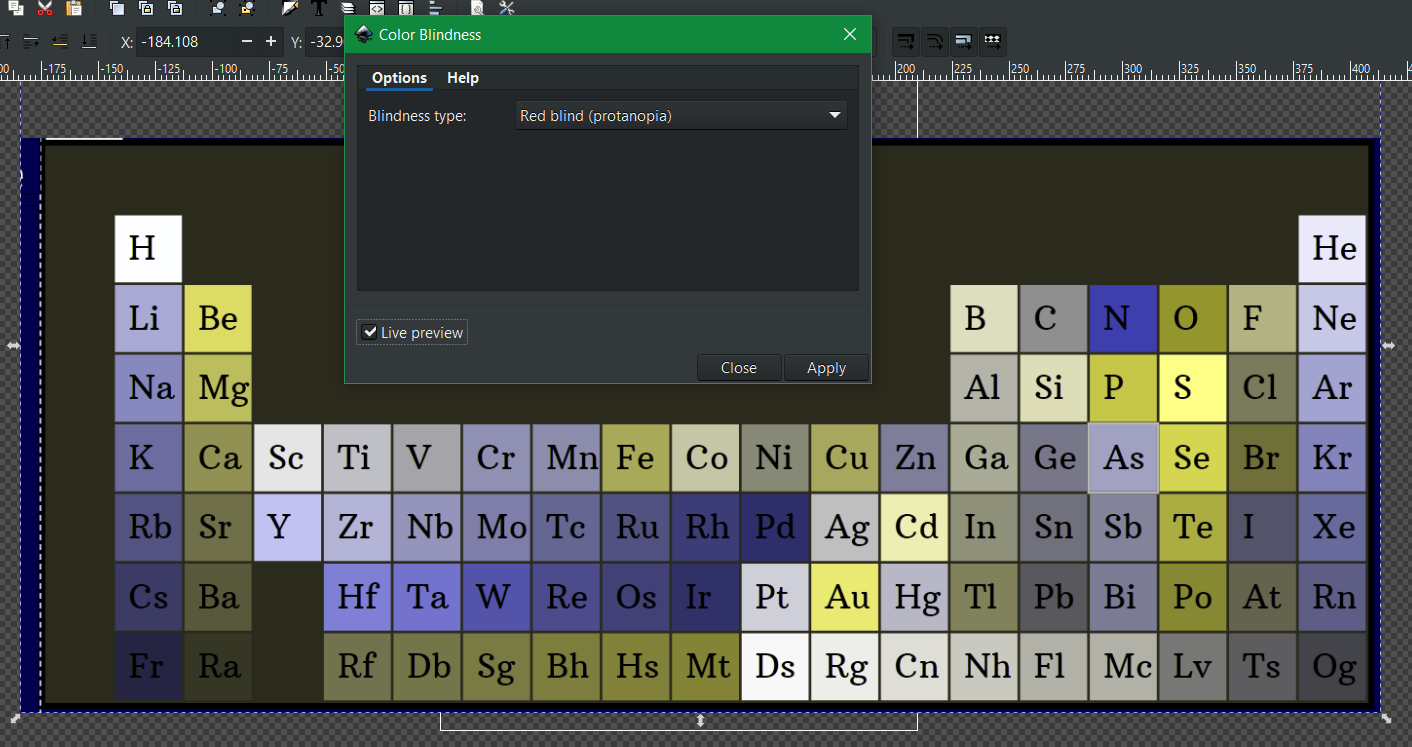 X: -184.108 − + Y: -32.9
Color Blindness
-175 -150 -125 -100 -75 -50 200 225 250 275 300 325 350 375 400
Options Help
Blindness type: Red blind (protanopia)
Live preview
Close Apply
H He
Li Be B C N O F Ne
Na Mg Al Si P S Cl Ar
K Ca Sc Ti V Cr Mn Fe Co Ni Cu Zn Ga Ge As Se Br Kr
Rb Sr Y Zr Nb Mo Tc Ru Rh Pd Ag Cd In Sn Sb Te I Xe
Cs Ba Hf Ta W Re Os Ir Pt Au Hg Tl Pb Bi Po At Rn
Fr Ra Rf Db Sg Bh Hs Mt Ds Rg Cn Nh Fl Mc Lv Ts Og